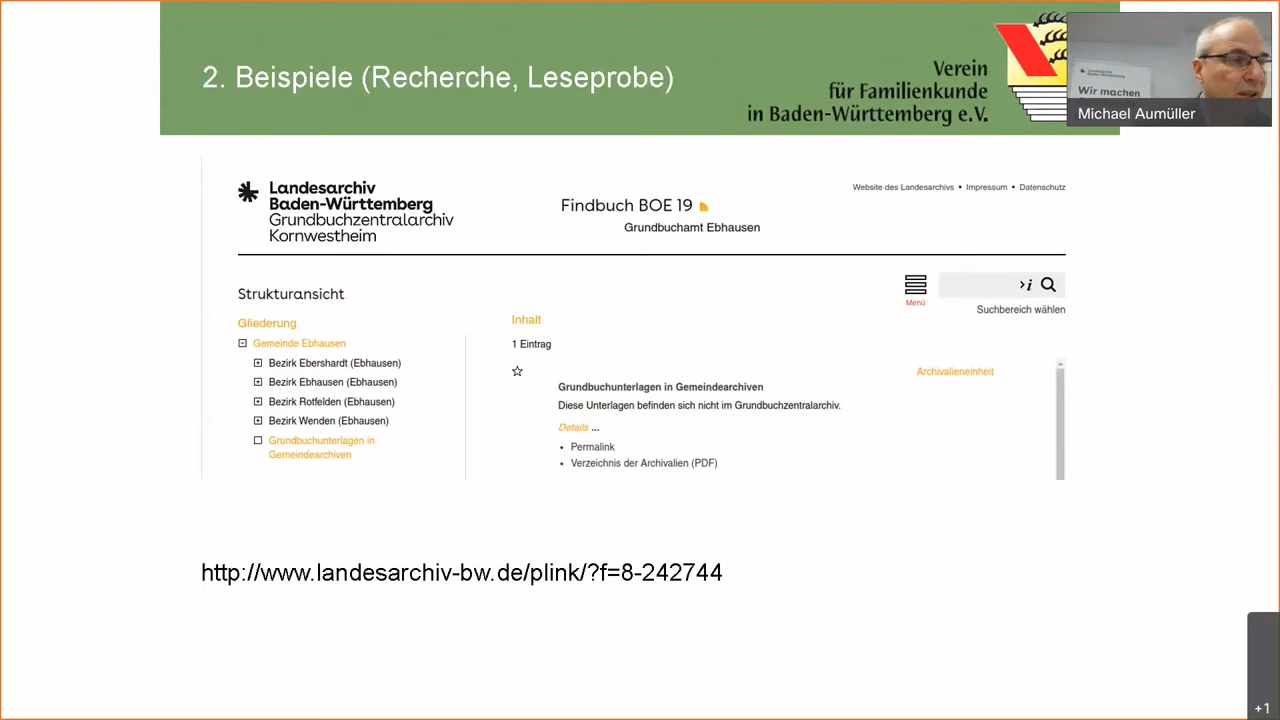 2. Beispiele (Recherche, Leseprobe)
Verein
für Familienkunde
in Baden-Württemberg e.V.
Wir machen
Michael Aumüller
Landesarchiv
Baden-Württemberg
Grundbuchzentralarchiv
Kornwestheim
Findbuch BOE 19
Grundbuchamt Ebhausen
Website des Landesarchivs • Impressum • Datenschutz
Strukturansicht
Menü
›i
Suchbereich wählen
Gliederung
Gemeinde Ebhausen
Bezirk Ebershardt (Ebhausen)
Bezirk Ebhausen (Ebhausen)
Bezirk Rotfelden (Ebhausen)
Bezirk Wenden (Ebhausen)
Grundbuchunterlagen in
Gemeindearchiven
Inhalt
1 Eintrag
Archivalieneinheit
Grundbuchunterlagen in Gemeindearchiven
Diese Unterlagen befinden sich nicht im Grundbuchzentralarchiv.
Details ...
• Permalink
• Verzeichnis der Archivalien (PDF)
http://www.landesarchiv-bw.de/plink/?f=8-242744
+1